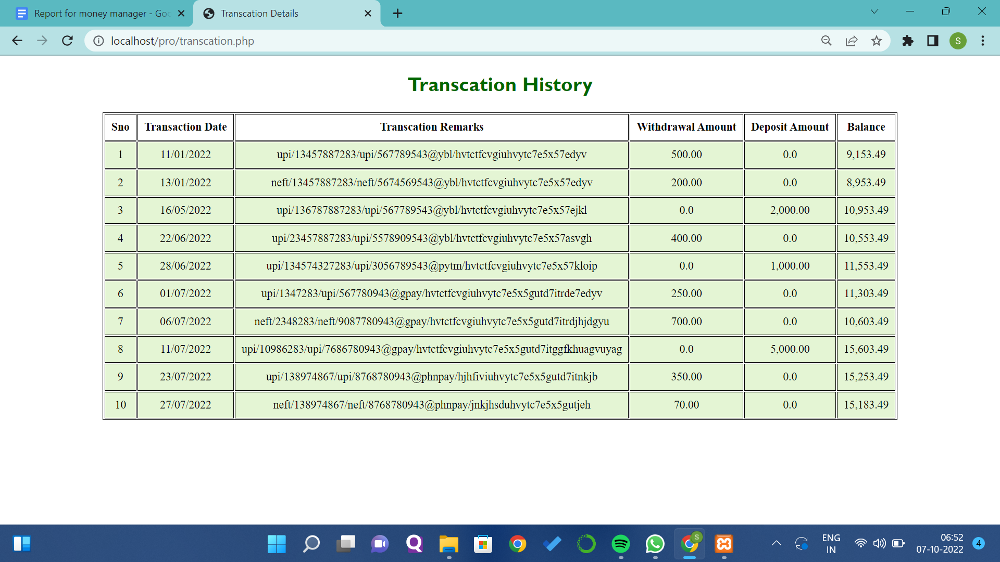 Report for money manager - Goo
Transcation Details
localhost/pro/transcation.php
S
Transcation History
Sno Transaction Date Transcation Remarks Withdrawal Amount Deposit Amount Balance
1 11/01/2022 upi/13457887283/upi/567789543@ybl/hvtctfcvgiuhvytc7e5x57edyv 500.00 0.0 9,153.49
2 13/01/2022 neft/13457887283/neft/5674569543@ybl/hvtctfcvgiuhvytc7e5x57edyv 200.00 0.0 8,953.49
3 16/05/2022 upi/136787887283/upi/567789543@ybl/hvtctfcvgiuhvytc7e5x57ejkl 0.0 2,000.00 10,953.49
4 22/06/2022 upi/23457887283/upi/5578909543@ybl/hvtctfcvgiuhvytc7e5x57asvgh 400.00 0.0 10,553.49
5 28/06/2022 upi/134574327283/upi/3056789543@pytm/hvtctfcvgiuhvytc7e5x57kloip 0.0 1,000.00 11,553.49
6 01/07/2022 upi/1347283/upi/567780943@gpay/hvtctfcvgiuhvytc7e5x5gutd7itrde7edyv 250.00 0.0 11,303.49
7 06/07/2022 neft/2348283/neft/9087780943@gpay/hvtctfcvgiuhvytc7e5x5gutd7itrdjhjdgyu 700.00 0.0 10,603.49
8 11/07/2022 upi/10986283/upi/7686780943@gpay/hvtctfcvgiuhvytc7e5x5gutd7itggfkhuagvuyag 0.0 5,000.00 15,603.49
9 23/07/2022 upi/138974867/upi/8768780943@phnpay/hjhfiviuhvytc7e5x5gutd7itnkjb 350.00 0.0 15,253.49
10 27/07/2022 neft/138974867/neft/8768780943@phnpay/jnkjhsduhvytc7e5x5gutjeh 70.00 0.0 15,183.49
S
ENG
IN
06:52
07-10-2022
4